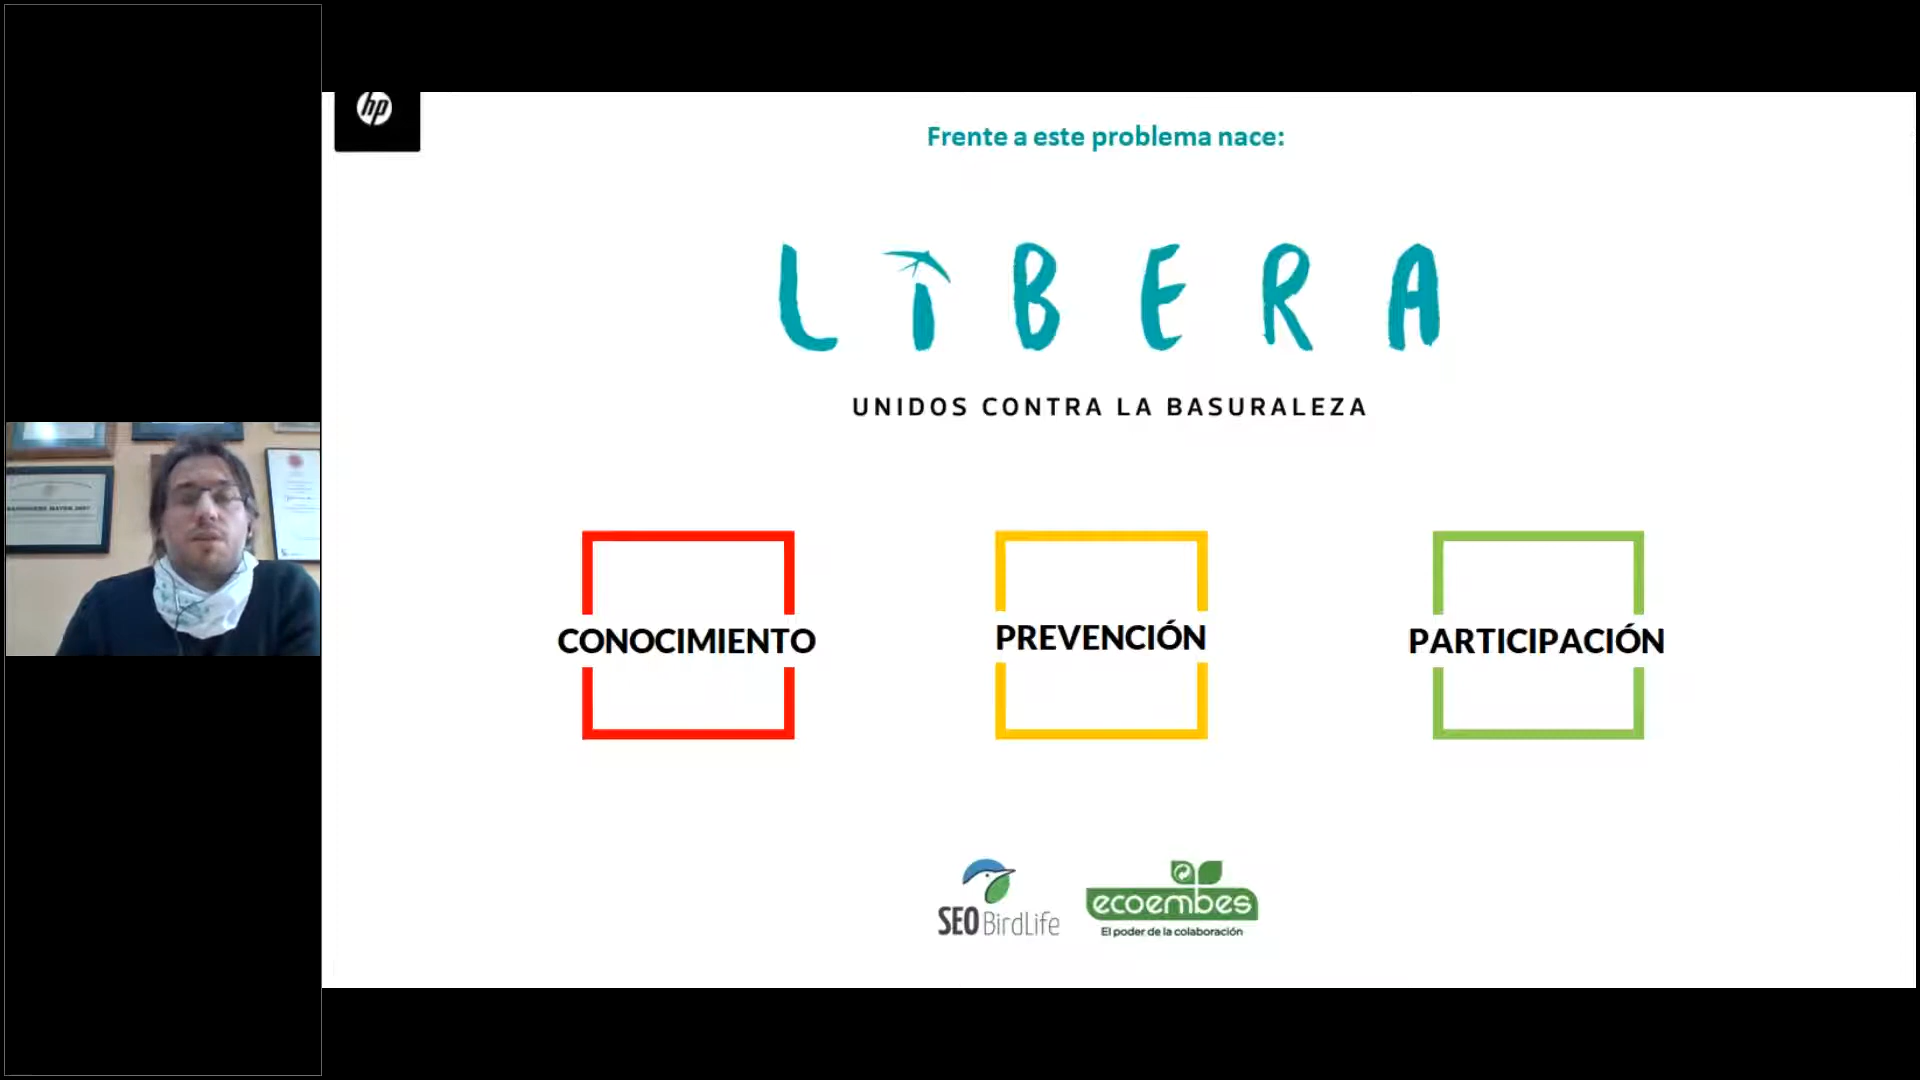 hp
Frente a este problema nace:
LIBERA
UNIDOS CONTRA LA BASURALEZA
CONOCIMIENTO
PREVENCIÓN
PARTICIPACIÓN
SEO BirdLife
ecoembes
El poder de la colaboración